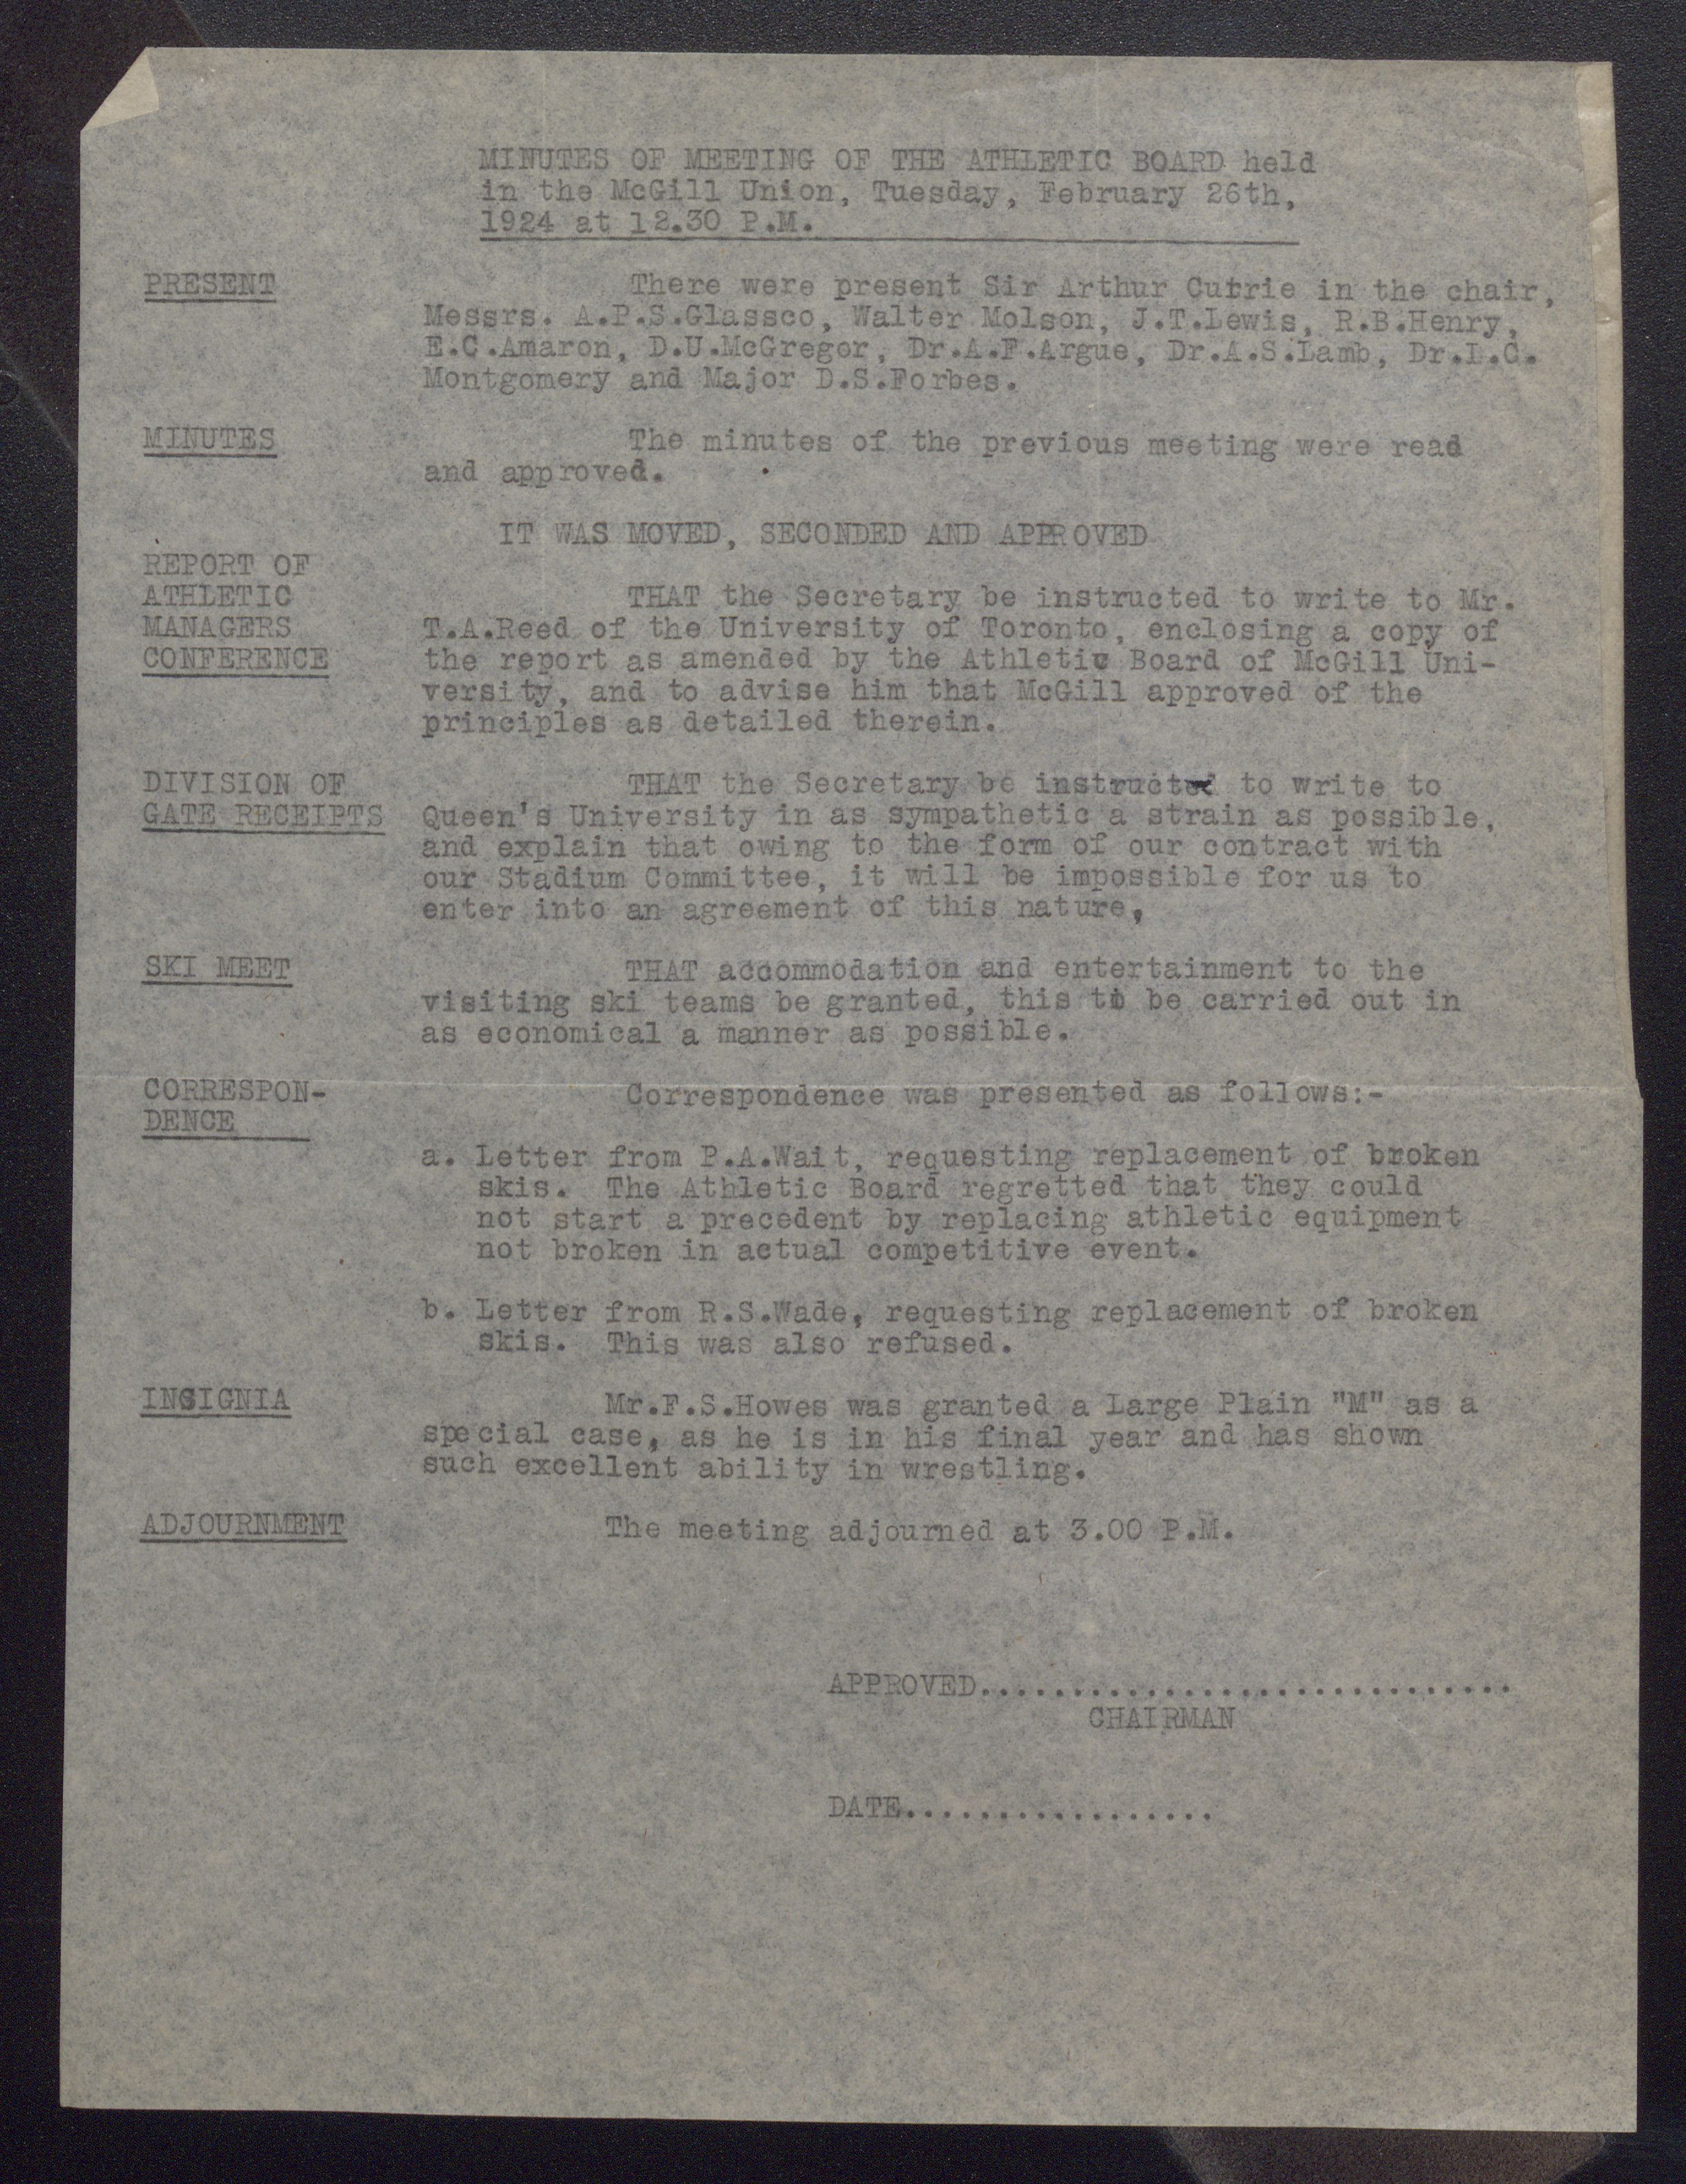 MINUTES OF MEETING OF THE ATHLETIC BOARD held
in the McGill Union, Tuesday, February 26th,
1924 at 12.30 P.M.
PRESENT
There were present Sir Arthur Currie in the chair,
Messrs. A.P.S.Glassco, Walter Molson, J.T.Lewis, R.B.Henry,
E.C.Amaron, D.U.McGregor, Dr.A.F.Argue, Dr.A.S.Lamb, Dr.L.C.
Montgomery and Major D.S.Forbes.
MINUTES
The minutes of the previous meeting were read
and approved.
IT WAS MOVED, SECONDED AND APPROVED
REPORT OF
ATHLETIC
MANAGERS
CONFERENCE
THAT the Secretary be instructed to write to Mr.
T.A.Reed of the University of Toronto, enclosing a copy of
the report as amended by the Athletic Board of McGill Uni-
versity, and to advise him that McGill approved of the
principles as detailed therein.
DIVISION OF
GATE RECEIPTS
THAT the Secretary be instructed to write to
Queen's University in as sympathetic a strain as possible,
and explain that owing to the form of our contract with
our Stadium Committee, it will be impossible for us to
enter into an agreement of this nature,
SKI MEET
THAT accommodation and entertainment to the
visiting ski teams be granted, this to be carried out in
as economical a manner as possible.
CORRESPON-
DENCE
Correspondence was presented as follows:-
a. Letter from P.A.Wait, requesting replacement of broken
skis. The Athletic Board regretted that they could
not start a precedent by replacing athletic equipment
not broken in actual competitive event.
b. Letter from R.S.Wade, requesting replacement of broken
skis. This was also refused.
INSIGNIA
Mr.F.S.Howes was granted a Large Plain "M" as a
special case, as he is in his final year and has shown
such excellent ability in wrestling.
ADJOURNMENT
The meeting adjourned at 3.00 P.M.
APPROVED.............................
CHAIRMAN
DATE.................